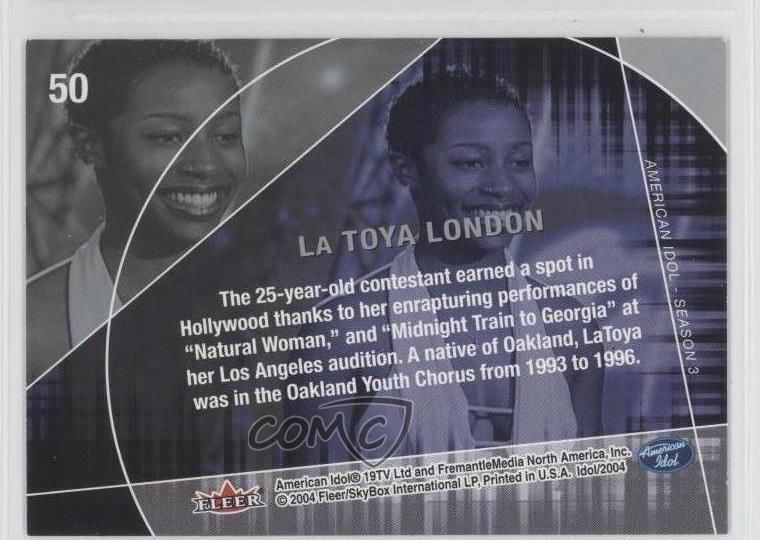 50
LA TOYA LONDON
The 25-year-old contestant earned a spot in
Hollywood thanks to her enrapturing performances of
“Natural Woman,” and “Midnight Train to Georgia” at
her Los Angeles audition. A native of Oakland, LaToya
was in the Oakland Youth Chorus from 1993 to 1996.
AMERICAN IDOL - SEASON 3
COMC
FLEER
American Idol® 19TV Ltd and FremantleMedia North America, Inc.
© 2004 Fleer/SkyBox International LP, Printed in U.S.A. Idol/2004
American
Idol